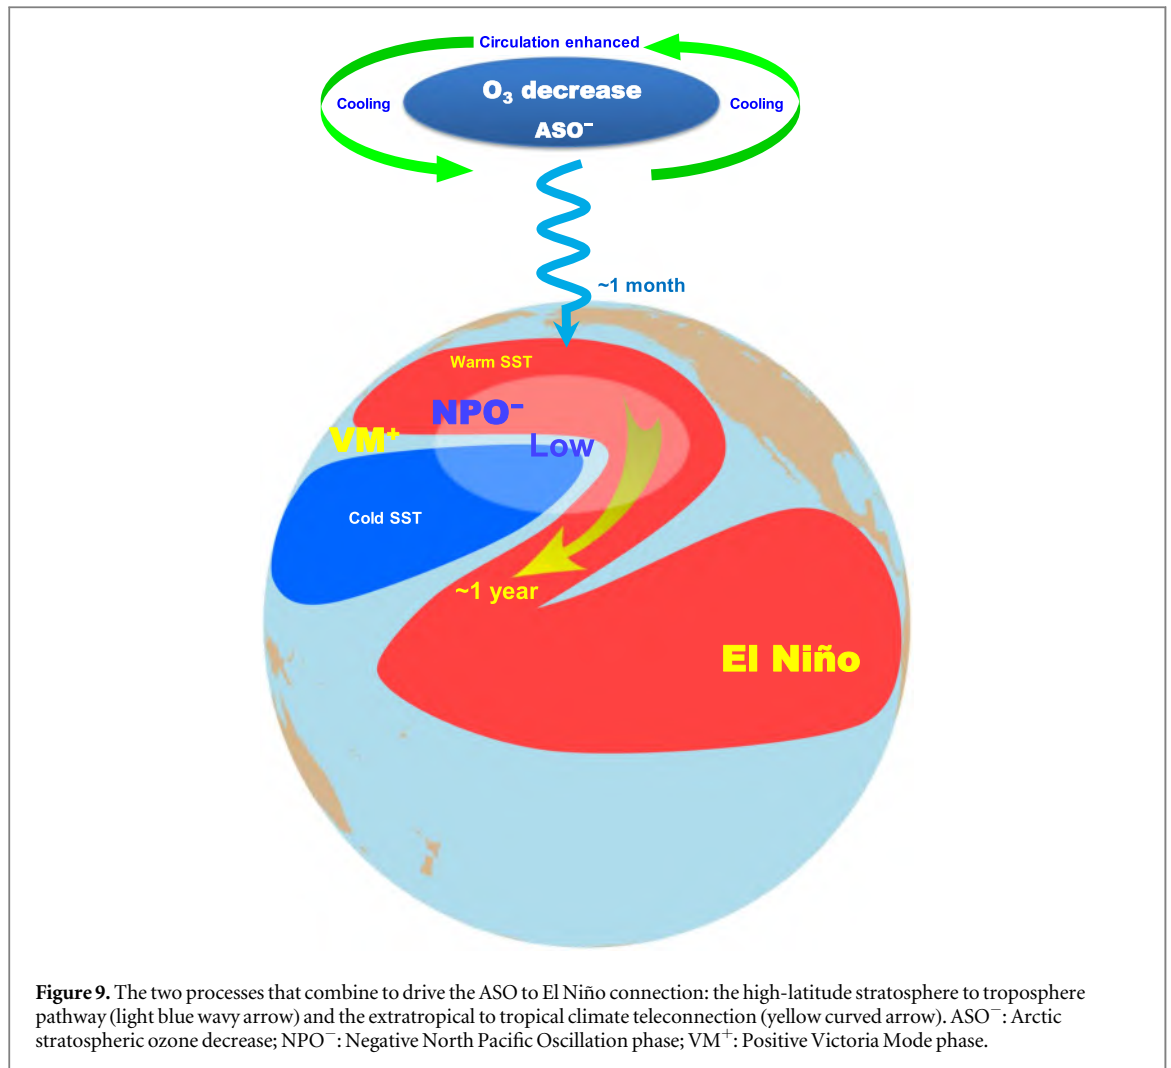 Circulation enhanced
Cooling
O₃ decrease
Cooling
ASO⁻
~1 month
Warm SST
NPO⁻
VM⁺
Low
Cold SST
~1 year
El Niño
Figure 9. The two processes that combine to drive the ASO to El Niño connection: the high-latitude stratosphere to troposphere
pathway (light blue wavy arrow) and the extratropical to tropical climate teleconnection (yellow curved arrow). ASO⁻: Arctic
stratospheric ozone decrease; NPO⁻: Negative North Pacific Oscillation phase; VM⁺: Positive Victoria Mode phase.